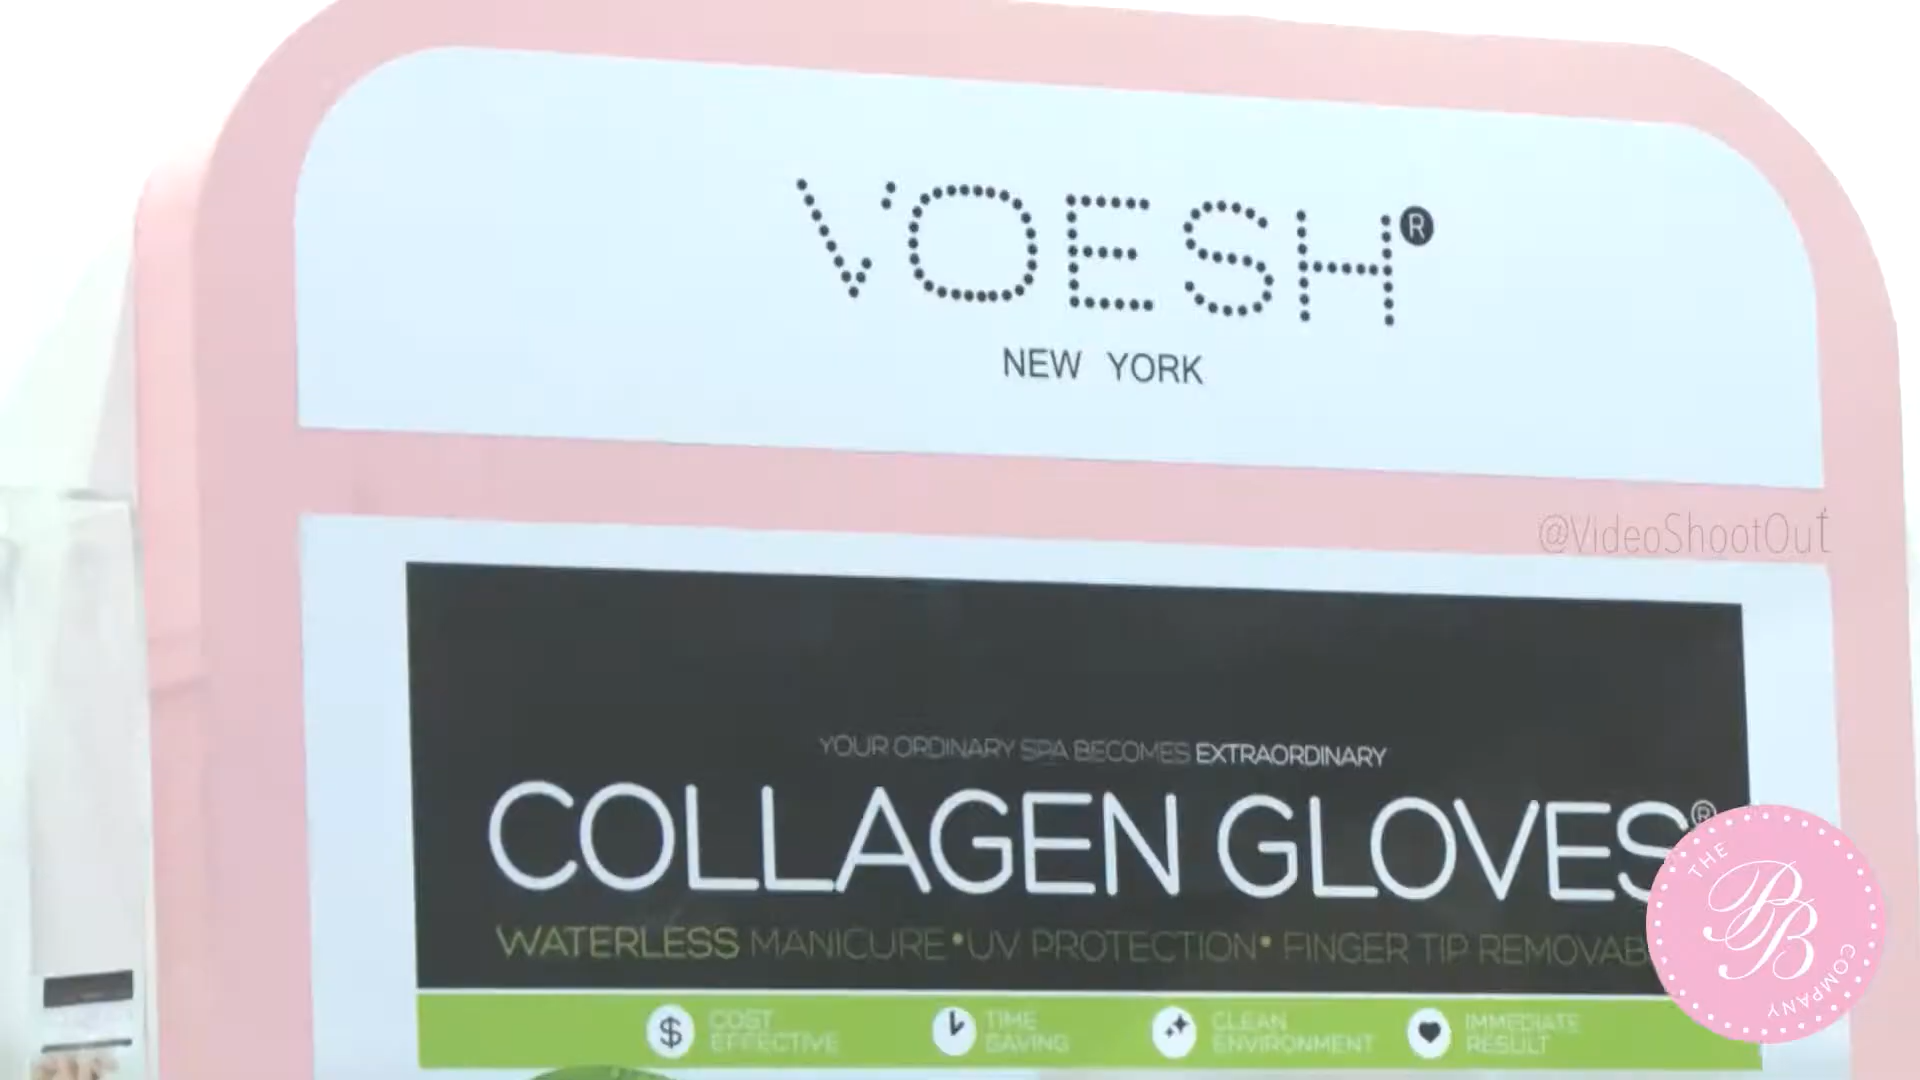 VOESH®
NEW YORK
@VideoShootOut
YOUR ORDINARY SPA BECOMES EXTRAORDINARY
COLLAGEN GLOVES®
WATERLESS MANICURE • UV PROTECTION • FINGER TIP REMOVAB
$ COST EFFECTIVE
TIME SAVING
CLEAN ENVIRONMENT
IMMEDIATE RESULT
THE BB COMPANY